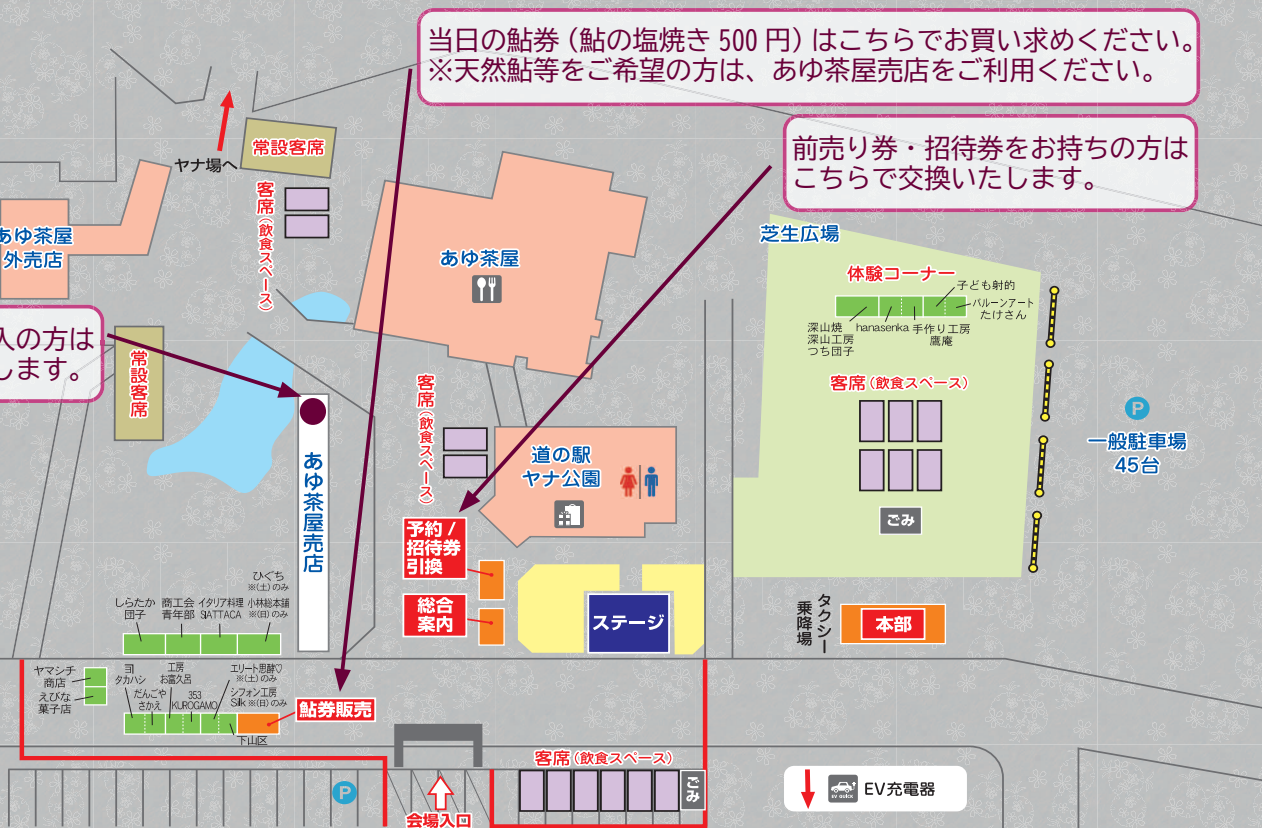 当日の鮎券（鮎の塩焼き 500 円）はこちらでお買い求めください。
※天然鮎等をご希望の方は、あゆ茶屋売店をご利用ください。
前売り券・招待券をお持ちの方は
こちらで交換いたします。
常設客席
ヤナ場へ
客席（飲食スペース）
あゆ茶屋
外売店
あゆ茶屋
芝生広場
体験コーナー
子ども射的
バルーンアート
たけさん
深山焼
深山工房
つち団子
hanasenka
手作り工房
鷹庵
入の方は
します。
常設客席
客席（飲食スペース）
客席（飲食スペース）
P
一般駐車場
45台
道の駅
ヤナ公園
あゆ茶屋売店
ごみ
予約 /
招待券
引換
総合
案内
ステージ
タクシー
乗降場
本部
ひぐち
※(土)のみ
しらたか
団子
商工会
青年部
イタリア料理
SIATTACA
小林総本舗
※(日)のみ
ヤマシチ
商店
えびな
菓子店
ヨ
タカハシ
だんごや
さかえ
工房
お富久呂
353
KUROGAMO
エリート思酵♡
※(土)のみ
シフォン工房
Silk ※(日)のみ
下山区
鮎券販売
客席（飲食スペース）
ごみ
P
会場入口
EV QUICK
EV充電器